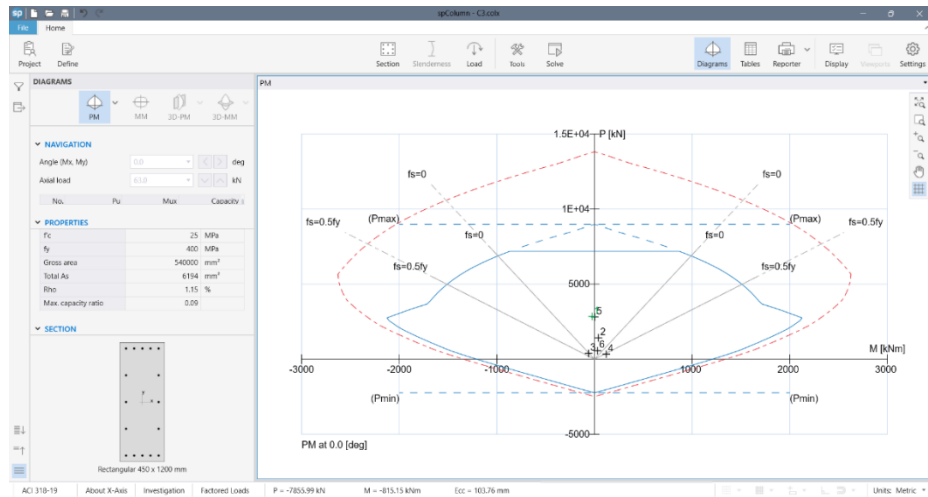 sp spColumn - C3.colx
File Home
Project Define Section Slenderness Load Tools Solve Diagrams Tables Reporter Display Viewports Settings
DIAGRAMS
PM MM 3D-PM 3D-MM
NAVIGATION
Angle (Mx, My) 0.0 deg
Axial load 63.0 kN
No. Pu Mux Capacity
PROPERTIES
f'c 25 MPa
fy 400 MPa
Gross area 540000 mm²
Total As 6194 mm²
Rho 1.15 %
Max. capacity ratio 0.09
SECTION
y
x
Rectangular 450 x 1200 mm
PM
1.5E+04 P [kN]
fs=0 fs=0
1E+04
fs=0.5fy (Pmax) (Pmax) fs=0.5fy
fs=0 fs=0
fs=0.5fy fs=0.5fy
5000
5
2
3 6 4
M [kNm]
-3000 -2000 -1000 1000 2000 3000
(Pmin) (Pmin)
-5000
PM at 0.0 [deg]
ACI 318-19 About X-Axis Investigation Factored Loads P = -7855.99 kN M = -815.15 kNm Ecc = 103.76 mm Units: Metric